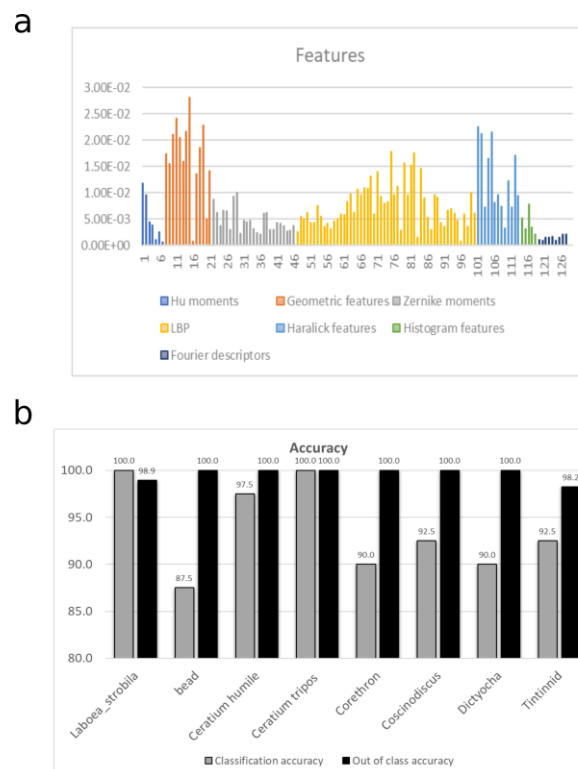 a
Features
3.00E-02
2.50E-02
2.00E-02
1.50E-02
1.00E-02
5.00E-03
0.00E+00
1 6 11 16 21 26 31 36 41 46 51 56 61 66 71 76 81 86 91 96 101 106 111 116 121 126
Hu moments Geometric features Zernike moments
LBP Haralick features Histogram features
Fourier descriptors
b
Accuracy
100.0 98.9 87.5 100.0 97.5 100.0 100.0 100.0 90.0 100.0 92.5 100.0 90.0 100.0 92.5 98.2
100.0
95.0
90.0
85.0
80.0
Laboea_strobila bead Ceratium humile Ceratium tripos Corethron Coscinodiscus Dictyocha Tintinnid
Classification accuracy Out of class accuracy